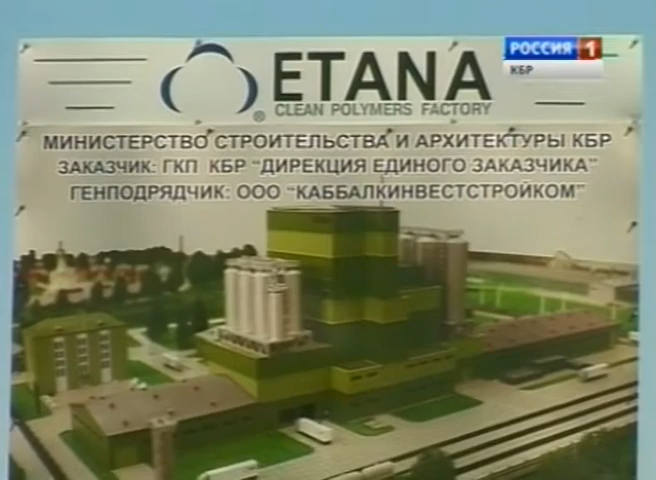 РОССИЯ 1
КБР
ETANA
®
CLEAN POLYMERS FACTORY
МИНИСТЕРСТВО СТРОИТЕЛЬСТВА И АРХИТЕКТУРЫ КБР
ЗАКАЗЧИК: ГКП КБР "ДИРЕКЦИЯ ЕДИНОГО ЗАКАЗЧИКА"
ГЕНПОДРЯДЧИК: ООО "КАББАЛКИНВЕСТСТРОЙКОМ"